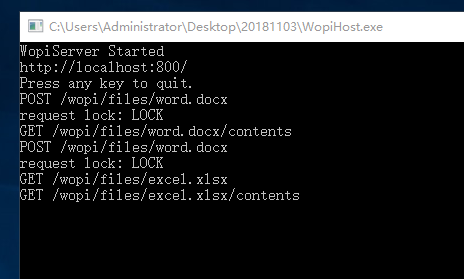 C:\Users\Administrator\Desktop\20181103\WopiHost.exe
WopiServer Started
http://localhost:800/
Press any key to quit.
POST /wopi/files/word.docx
request lock: LOCK
GET /wopi/files/word.docx/contents
POST /wopi/files/word.docx
request lock: LOCK
GET /wopi/files/excel.xlsx
GET /wopi/files/excel.xlsx/contents